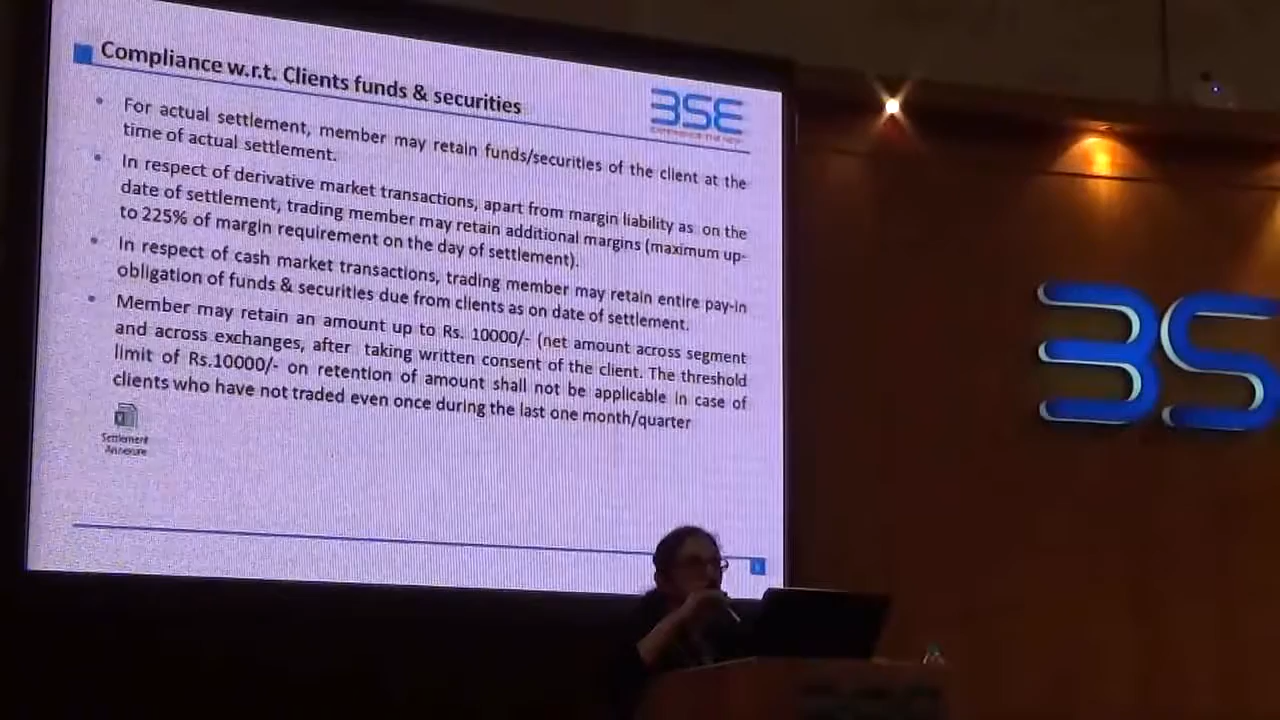 Compliance w.r.t. Clients funds & securities
BSE
For actual settlement, member may retain funds/securities of the client at the
time of actual settlement.
In respect of derivative market transactions, apart from margin liability as on the
date of settlement, trading member may retain additional margins (maximum up-
to 225% of margin requirement on the day of settlement).
In respect of cash market transactions, trading member may retain entire pay-in
obligation of funds & securities due from clients as on date of settlement.
Member may retain an amount up to Rs. 10000/- (net amount across segment
and across exchanges, after taking written consent of the client. The threshold
limit of Rs.10000/- on retention of amount shall not be applicable in case of
clients who have not traded even once during the last one month/quarter
Settlement
Annexure
BS